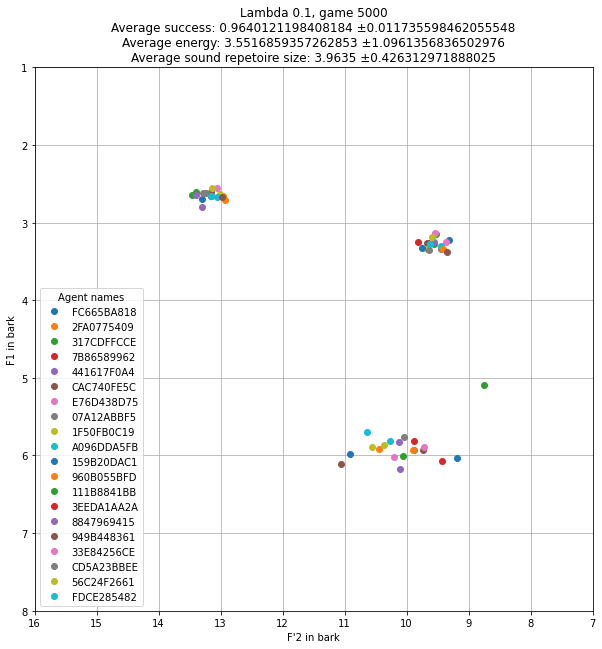 Lambda 0.1, game 5000
Average success: 0.9640121198408184 ±0.011735598462055548
Average energy: 3.5516859357262853 ±1.0961356836502976
Average sound repetoire size: 3.9635 ±0.426312971888025
1
2
3
4
5
6
7
8
F1 in bark
Agent names
FC665BA818
2FA0775409
317CDFFCCE
7B86589962
441617F0A4
CAC740FE5C
E76D438D75
07A12ABBF5
1F50FB0C19
A096DDA5FB
159B20DAC1
960B055BFD
111B8841BB
3EEDA1AA2A
8847969415
949B448361
33E84256CE
CD5A23BBEE
56C24F2661
FDCE285482
16 15 14 13 12 11 10 9 8 7
F'2 in bark